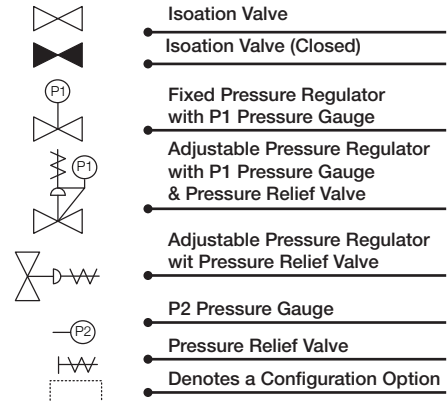 Isoation Valve
Isoation Valve (Closed)
P1
Fixed Pressure Regulator
with P1 Pressure Gauge
Adjustable Pressure Regulator
P1
with P1 Pressure Gauge
& Pressure Relief Valve
Adjustable Pressure Regulator
wit Pressure Relief Valve
P2 Pressure Gauge
P2
Pressure Relief Valve
Denotes a Configuration Option